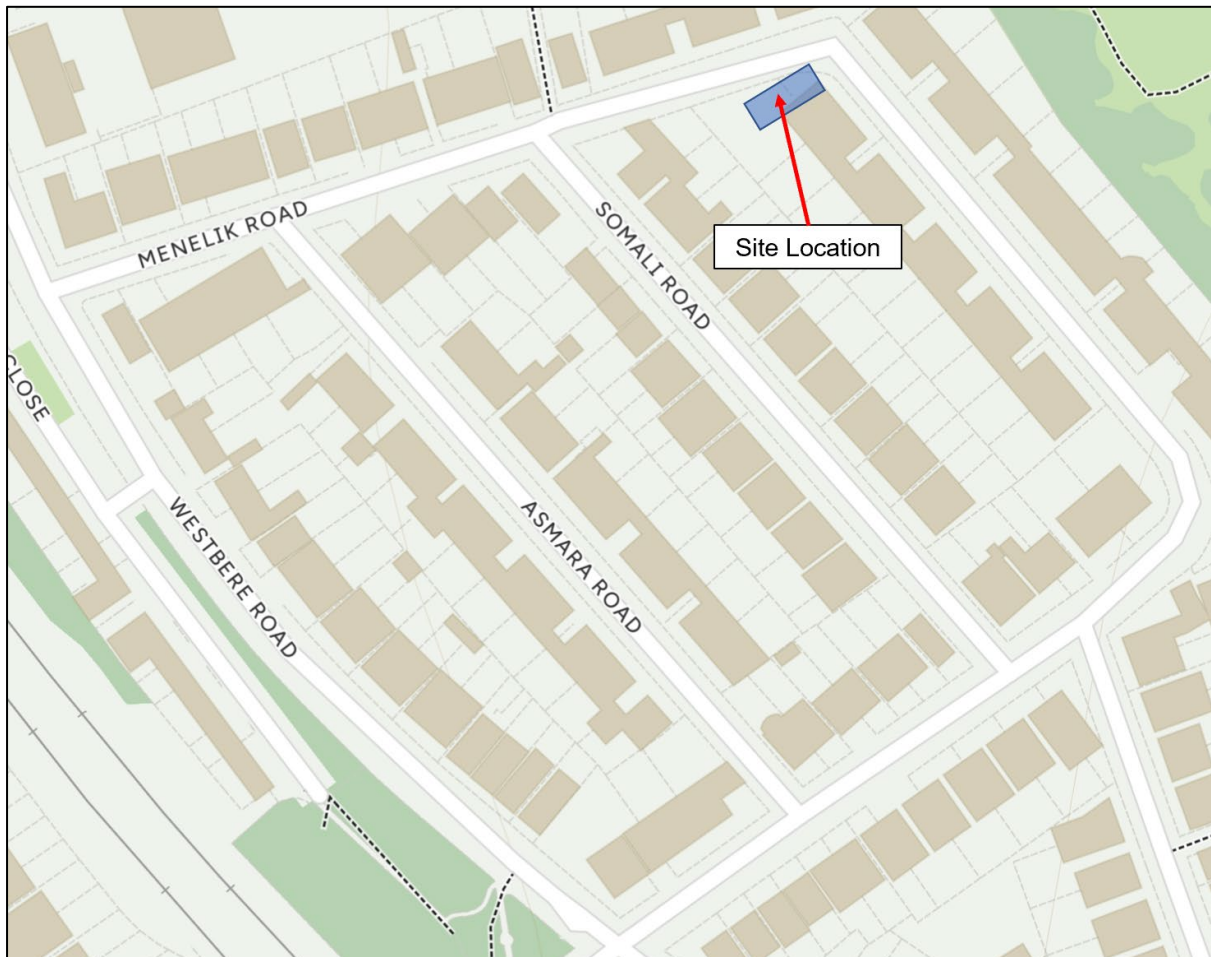 MENELIK ROAD
SOMALI ROAD
Site Location
CLOSE
WESTBERE ROAD
ASMARA ROAD